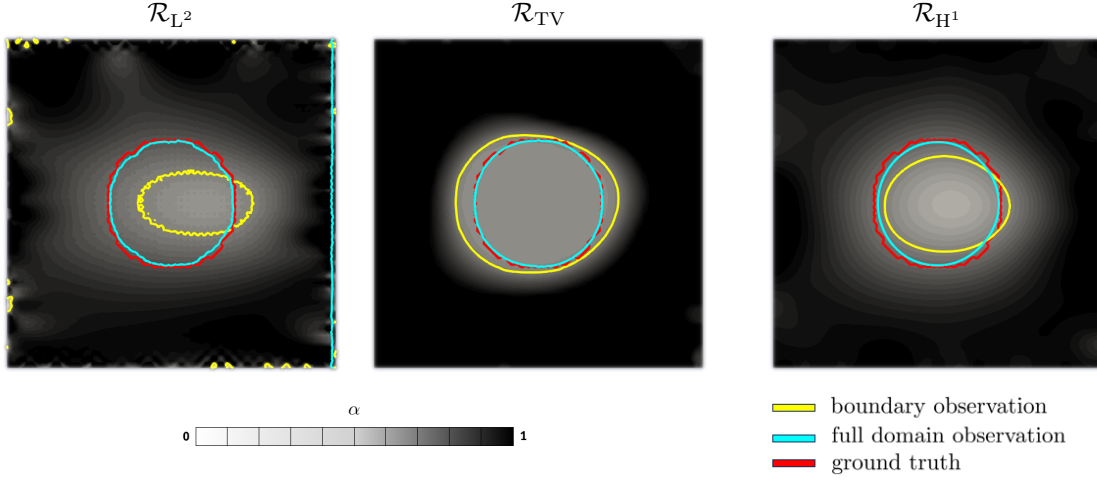 𝓡_{L²}
𝓡_{TV}
𝓡_{H¹}
α
0
1
boundary observation
full domain observation
ground truth